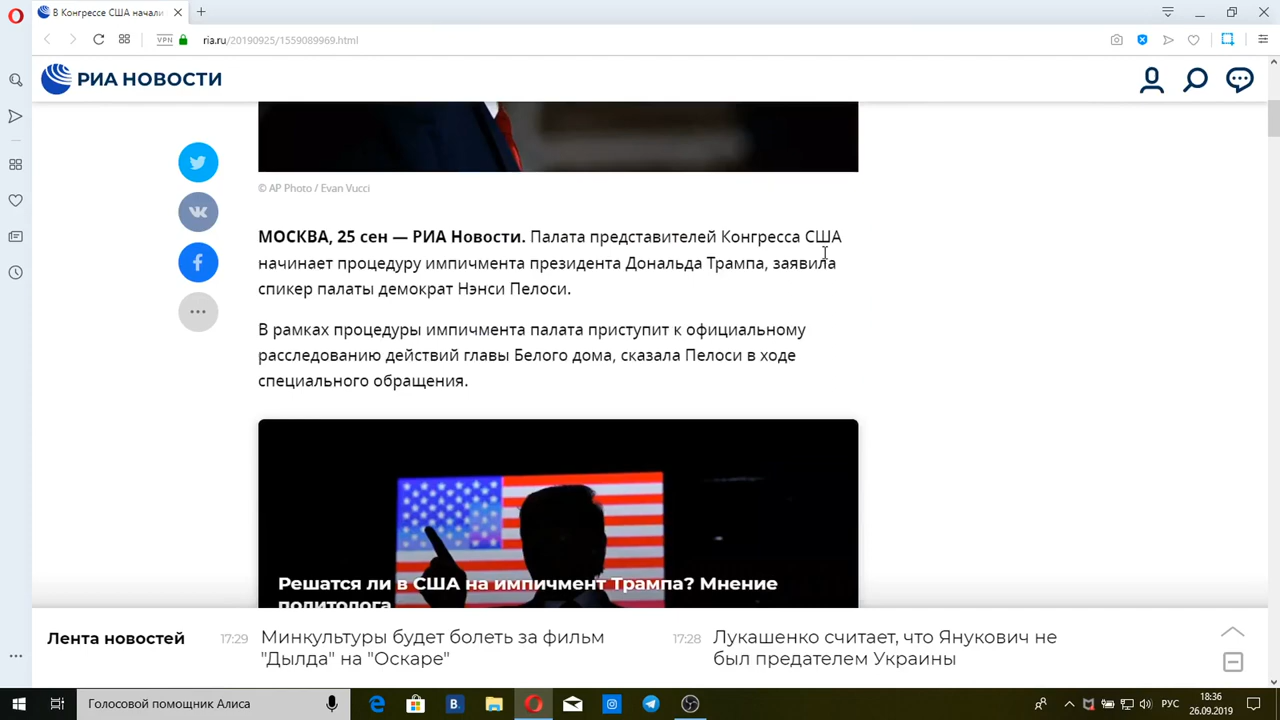 В Конгрессе США начали
VPN
ria.ru/20190925/1559089969.html
РИА НОВОСТИ
© AP Photo / Evan Vucci
МОСКВА, 25 сен — РИА Новости. Палата представителей Конгресса США
начинает процедуру импичмента президента Дональда Трампа, заявила
спикер палаты демократ Нэнси Пелоси.
В рамках процедуры импичмента палата приступит к официальному
расследованию действий главы Белого дома, сказала Пелоси в ходе
специального обращения.
Решатся ли в США на импичмент Трампа? Мнение
политолога
Лента новостей
17:29 Минкультуры будет болеть за фильм
"Дылда" на "Оскаре"
17:28 Лукашенко считает, что Янукович не
был предателем Украины
Голосовой помощник Алиса
РУС
18:36
26.09.2019